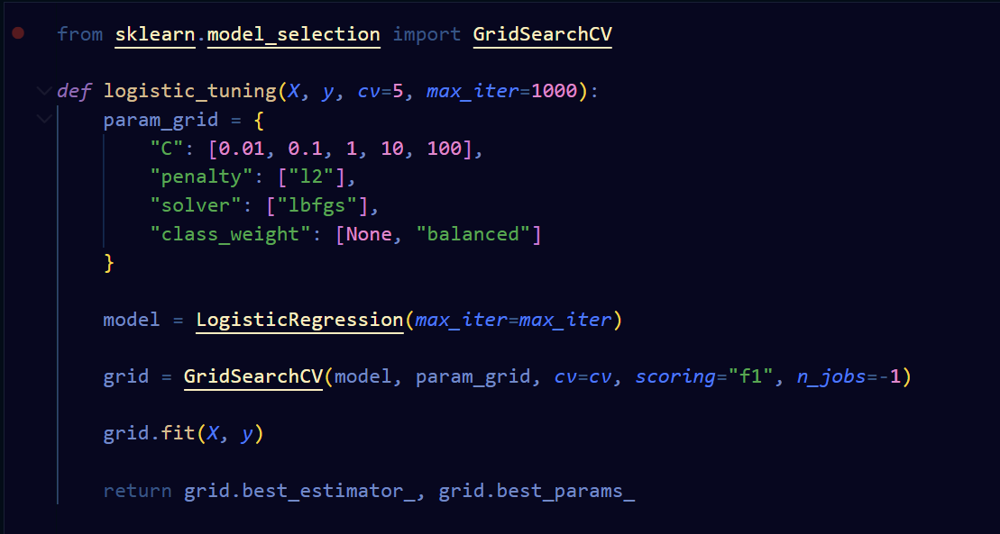 from sklearn.model_selection import GridSearchCV
def logistic_tuning(X, y, cv=5, max_iter=1000):
    param_grid = {
        "C": [0.01, 0.1, 1, 10, 100],
        "penalty": ["l2"],
        "solver": ["lbfgs"],
        "class_weight": [None, "balanced"]
    }
    model = LogisticRegression(max_iter=max_iter)
    grid = GridSearchCV(model, param_grid, cv=cv, scoring="f1", n_jobs=-1)
    grid.fit(X, y)
    return grid.best_estimator_, grid.best_params_